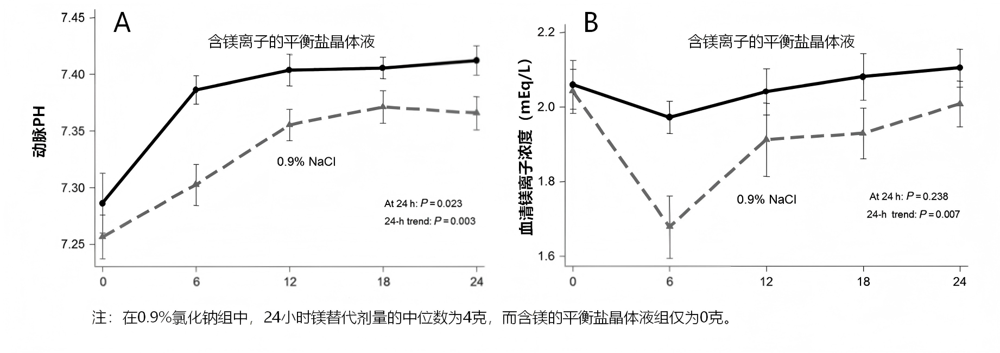 A
含镁离子的平衡盐晶体液
动脉PH
7.45
7.40
7.35
7.30
7.25
0.9% NaCl
At 24 h: P = 0.023
24-h trend: P = 0.003
0 6 12 18 24
B
含镁离子的平衡盐晶体液
血清镁离子浓度（mEq/L）
2.2
2.0
1.8
1.6
0.9% NaCl
At 24 h: P = 0.238
24-h trend: P = 0.007
0 6 12 18 24
注：在0.9%氯化钠组中，24小时镁替代剂量的中位数为4克，而含镁的平衡盐晶体液组仅为0克。